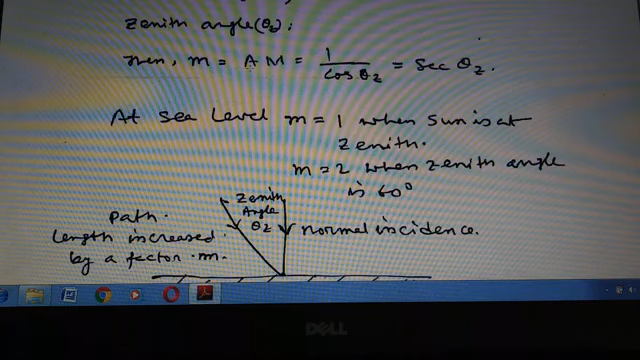 Zenith angle (θz);
Then, m = AM = 1/cos θz = Sec θz.
At sea Level m = 1 when sun is at
zenith.
m = 2 when zenith angle
is 60°
Zenith
Angle
θz
Path
Length increased
by a factor m.
normal incidence.
DELL